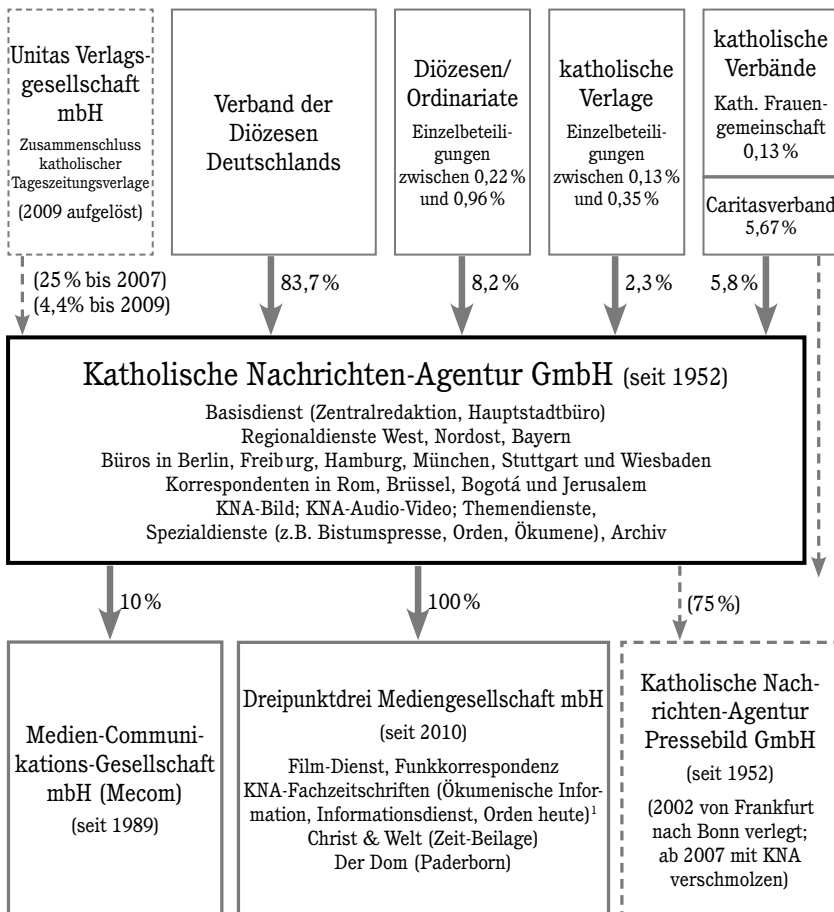 Unitas Verlags-
gesellschaft
mbH
Zusammenschluss
katholischer
Tageszeitungsverlage
(2009 aufgelöst)
Verband der
Diözesen
Deutschlands
Diözesen/
Ordinariate
Einzelbeteili-
gungen
zwischen 0,22 %
und 0,96 %
katholische
Verlage
Einzelbeteili-
gungen
zwischen 0,13 %
und 0,35 %
katholische
Verbände
Kath. Frauen-
gemeinschaft
0,13 %
Caritasverband
5,67 %
(25 % bis 2007)
(4,4% bis 2009)
83,7 %
8,2 %
2,3 %
5,8 %
Katholische Nachrichten-Agentur GmbH (seit 1952)
Basisdienst (Zentralredaktion, Hauptstadtbüro)
Regionaldienste West, Nordost, Bayern
Büros in Berlin, Freiburg, Hamburg, München, Stuttgart und Wiesbaden
Korrespondenten in Rom, Brüssel, Bogotá und Jerusalem
KNA-Bild; KNA-Audio-Video; Themendienste,
Spezialdienste (z.B. Bistumspresse, Orden, Ökumene), Archiv
10 %
100 %
(75 %)
Medien-Communi-
kations-Gesellschaft
mbH (Mecom)
(seit 1989)
Dreipunktdrei Mediengesellschaft mbH
(seit 2010)
Film-Dienst, Funkkorrespondenz
KNA-Fachzeitschriften (Ökumenische Infor-
mation, Informationsdienst, Orden heute)¹
Christ & Welt (Zeit-Beilage)
Der Dom (Paderborn)
Katholische Nach-
richten-Agentur
Pressebild GmbH
(seit 1952)
(2002 von Frankfurt
nach Bonn verlegt;
ab 2007 mit KNA
verschmolzen)